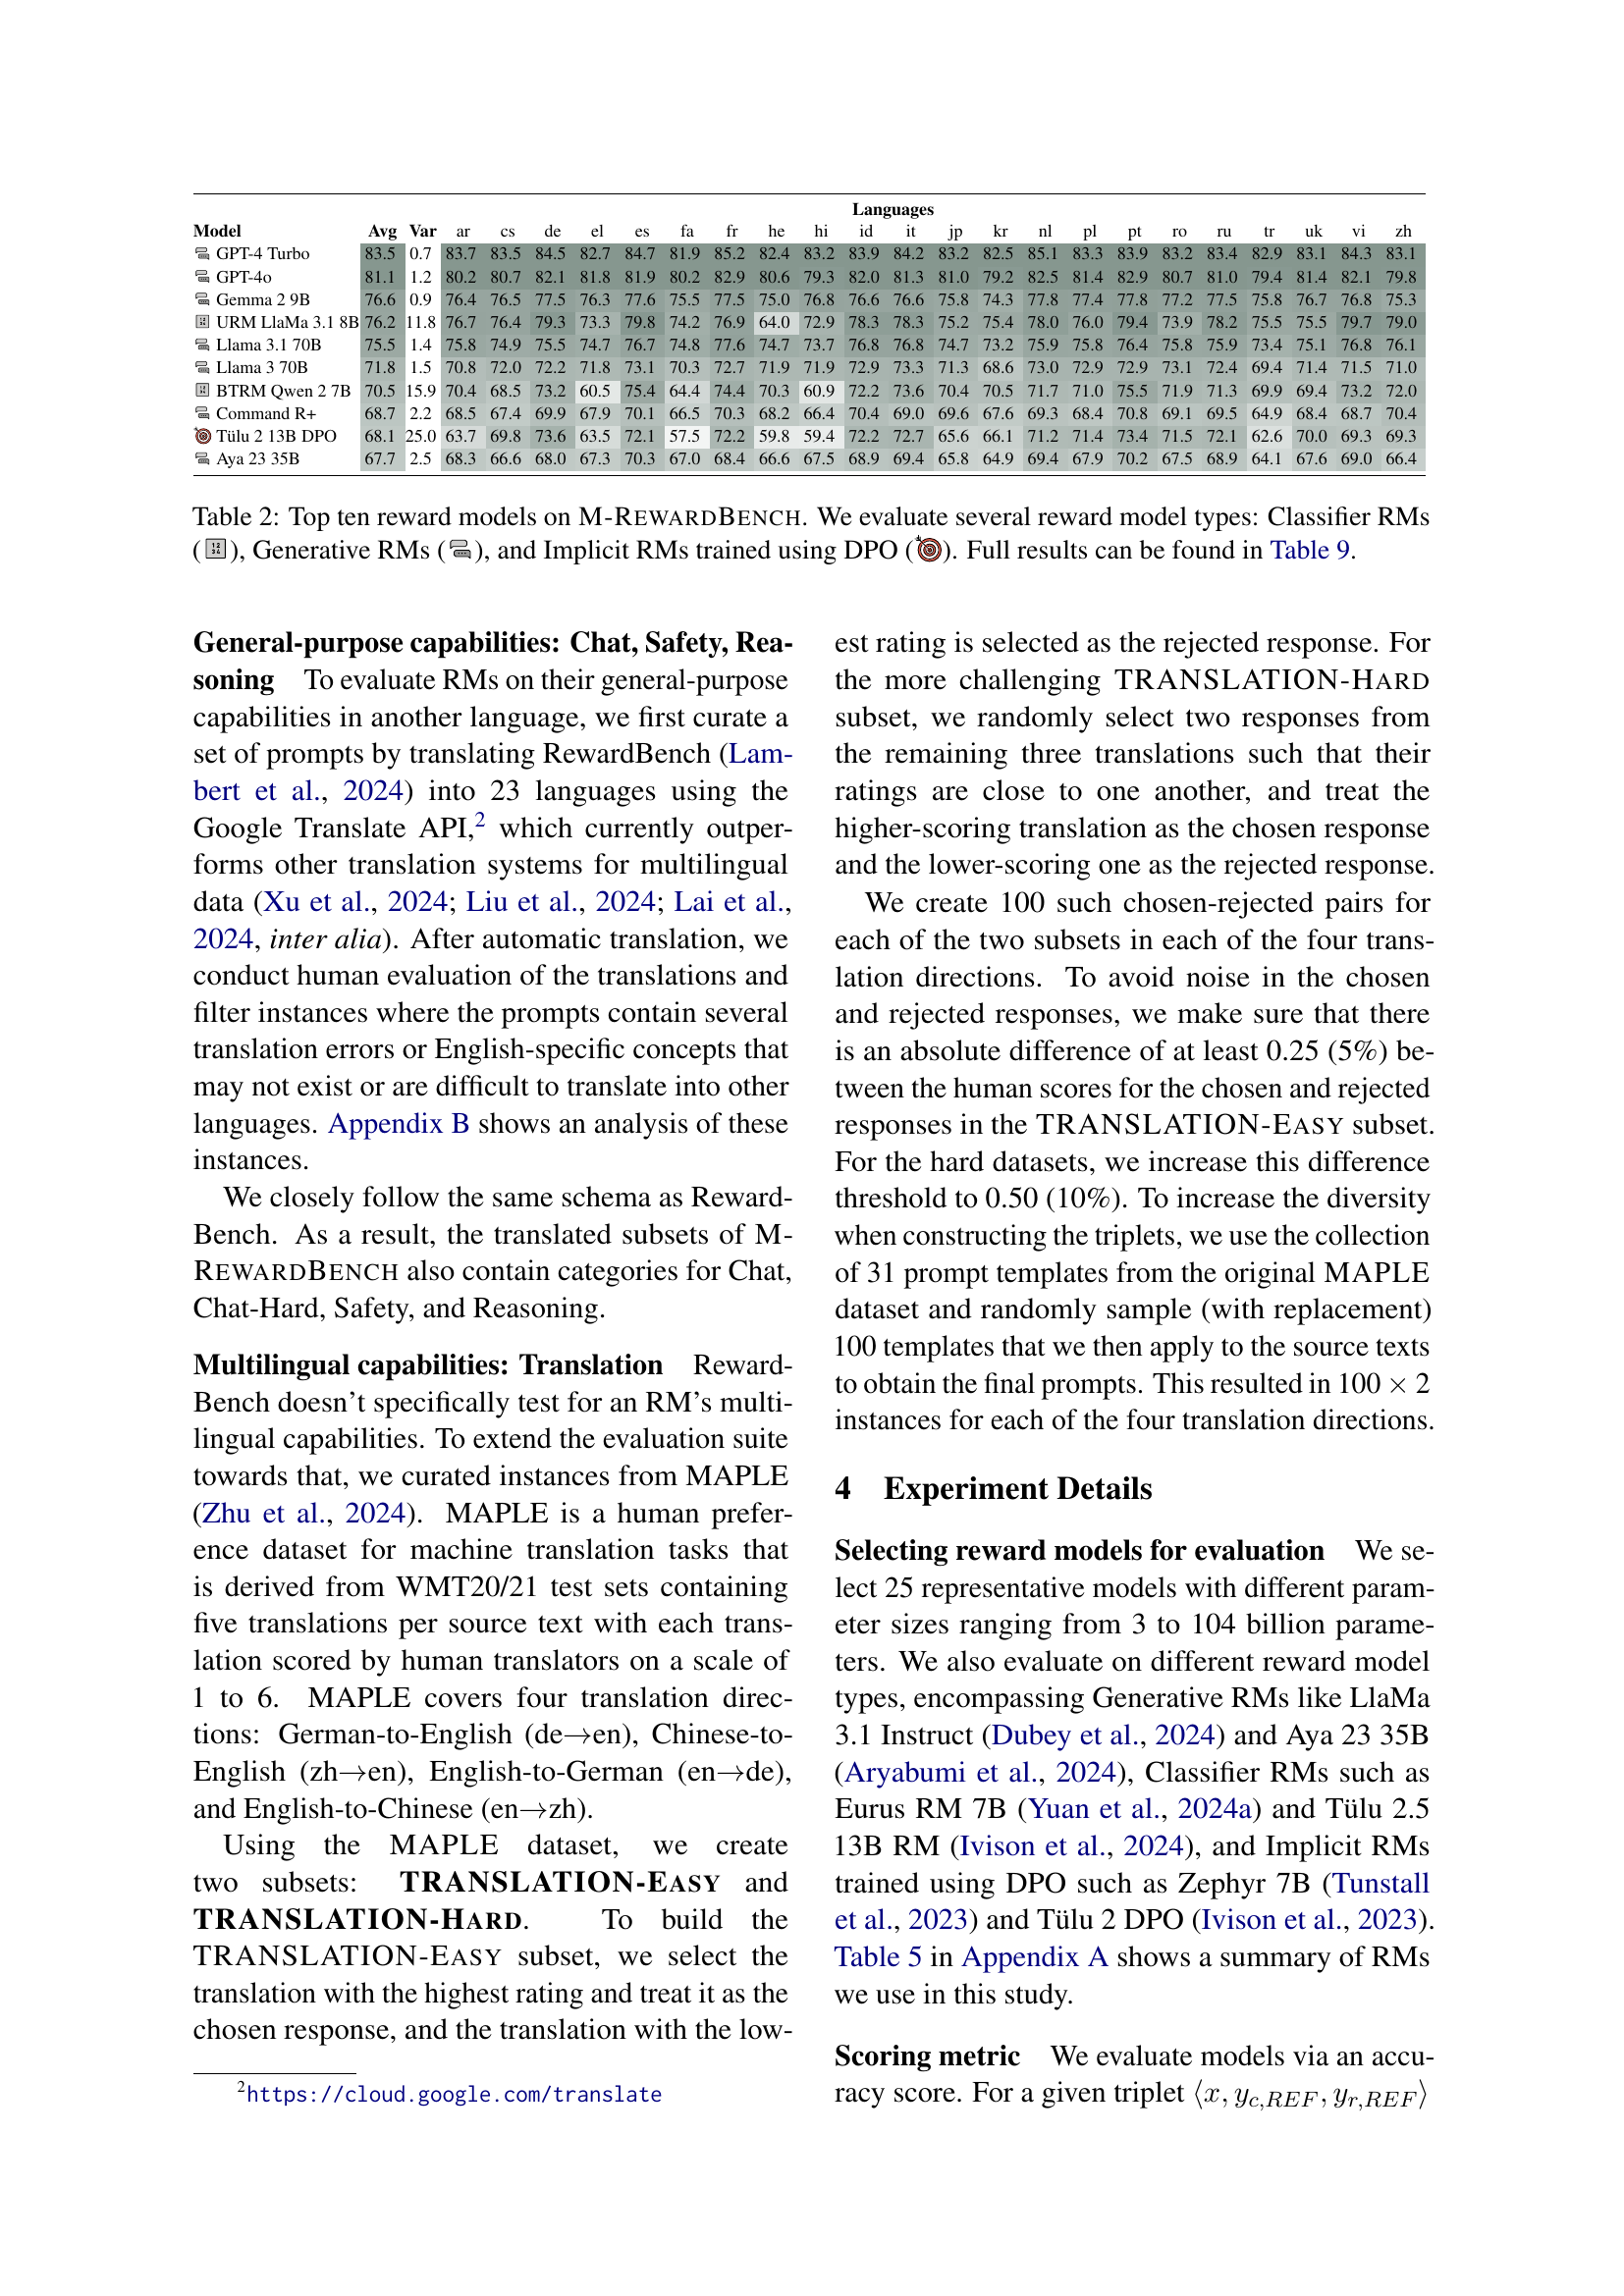 Languages
Model Avg Var ar cs de el es fa fr he hi id it jp kr nl pl pt ro ru tr uk vi zh
GPT-4 Turbo 83.5 0.7 83.7 83.5 84.5 82.7 84.7 81.9 85.2 82.4 83.2 83.9 84.2 83.2 82.5 85.1 83.3 83.9 83.2 83.4 82.9 83.1 84.3 83.1
GPT-4o 81.1 1.2 80.2 80.7 82.1 81.8 81.9 80.2 82.9 80.6 79.3 82.0 81.3 81.0 79.2 82.5 81.4 82.9 80.7 81.0 79.4 81.4 82.1 79.8
Gemma 2 9B 76.6 0.9 76.4 76.5 77.5 76.3 77.6 75.5 77.5 75.0 76.8 76.6 76.6 75.8 74.3 77.8 77.4 77.8 77.2 77.5 75.8 76.7 76.8 75.3
URM LlaMa 3.1 8B 76.2 11.8 76.7 76.4 79.3 73.3 79.8 74.2 76.9 64.0 72.9 78.3 78.3 75.2 75.4 78.0 76.0 79.4 73.9 78.2 75.5 75.5 79.7 79.0
Llama 3.1 70B 75.5 1.4 75.8 74.9 75.5 74.7 76.7 74.8 77.6 74.7 73.7 76.8 76.8 74.7 73.2 75.9 75.8 76.4 75.8 75.9 73.4 75.1 76.8 76.1
Llama 3 70B 71.8 1.5 70.8 72.0 72.2 71.8 73.1 70.3 72.7 71.9 71.9 72.9 73.3 71.3 68.6 73.0 72.9 72.9 73.1 72.4 69.4 71.4 71.5 71.0
BTRM Qwen 2 7B 70.5 15.9 70.4 68.5 73.2 60.5 75.4 64.4 74.4 70.3 60.9 72.2 73.6 70.4 70.5 71.7 71.0 75.5 71.9 71.3 69.9 69.4 73.2 72.0
Command R+ 68.7 2.2 68.5 67.4 69.9 67.9 70.1 66.5 70.3 68.2 66.4 70.4 69.0 69.6 67.6 69.3 68.4 70.8 69.1 69.5 64.9 68.4 68.7 70.4
Tülu 2 13B DPO 68.1 25.0 63.7 69.8 73.6 63.5 72.1 57.5 72.2 59.8 59.4 72.2 72.7 65.6 66.1 71.2 71.4 73.4 71.5 72.1 62.6 70.0 69.3 69.3
Aya 23 35B 67.7 2.5 68.3 66.6 68.0 67.3 70.3 67.0 68.4 66.6 67.5 68.9 69.4 65.8 64.9 69.4 67.9 70.2 67.5 68.9 64.1 67.6 69.0 66.4
Table 2: Top ten reward models on M-REWARDBENCH. We evaluate several reward model types: Classifier RMs
( ), Generative RMs ( ), and Implicit RMs trained using DPO ( ). Full results can be found in Table 9.
General-purpose capabilities: Chat, Safety, Rea-
soning To evaluate RMs on their general-purpose
capabilities in another language, we first curate a
set of prompts by translating RewardBench (Lam-
bert et al., 2024) into 23 languages using the
Google Translate API,2 which currently outper-
forms other translation systems for multilingual
data (Xu et al., 2024; Liu et al., 2024; Lai et al.,
2024, inter alia). After automatic translation, we
conduct human evaluation of the translations and
filter instances where the prompts contain several
translation errors or English-specific concepts that
may not exist or are difficult to translate into other
languages. Appendix B shows an analysis of these
instances.
We closely follow the same schema as Reward-
Bench. As a result, the translated subsets of M-
REWARDBENCH also contain categories for Chat,
Chat-Hard, Safety, and Reasoning.
Multilingual capabilities: Translation Reward-
Bench doesn't specifically test for an RM's multi-
lingual capabilities. To extend the evaluation suite
towards that, we curated instances from MAPLE
(Zhu et al., 2024). MAPLE is a human prefer-
ence dataset for machine translation tasks that
is derived from WMT20/21 test sets containing
five translations per source text with each trans-
lation scored by human translators on a scale of
1 to 6. MAPLE covers four translation direc-
tions: German-to-English (de→en), Chinese-to-
English (zh→en), English-to-German (en→de),
and English-to-Chinese (en→zh).
Using the MAPLE dataset, we create
two subsets: TRANSLATION-EASY and
TRANSLATION-HARD. To build the
TRANSLATION-EASY subset, we select the
translation with the highest rating and treat it as the
chosen response, and the translation with the low-
2https://cloud.google.com/translate
est rating is selected as the rejected response. For
the more challenging TRANSLATION-HARD
subset, we randomly select two responses from
the remaining three translations such that their
ratings are close to one another, and treat the
higher-scoring translation as the chosen response
and the lower-scoring one as the rejected response.
We create 100 such chosen-rejected pairs for
each of the two subsets in each of the four trans-
lation directions. To avoid noise in the chosen
and rejected responses, we make sure that there
is an absolute difference of at least 0.25 (5%) be-
tween the human scores for the chosen and rejected
responses in the TRANSLATION-EASY subset.
For the hard datasets, we increase this difference
threshold to 0.50 (10%). To increase the diversity
when constructing the triplets, we use the collection
of 31 prompt templates from the original MAPLE
dataset and randomly sample (with replacement)
100 templates that we then apply to the source texts
to obtain the final prompts. This resulted in 100 × 2
instances for each of the four translation directions.
4 Experiment Details
Selecting reward models for evaluation We se-
lect 25 representative models with different param-
eter sizes ranging from 3 to 104 billion parame-
ters. We also evaluate on different reward model
types, encompassing Generative RMs like LlaMa
3.1 Instruct (Dubey et al., 2024) and Aya 23 35B
(Aryabumi et al., 2024), Classifier RMs such as
Eurus RM 7B (Yuan et al., 2024a) and Tülu 2.5
13B RM (Ivison et al., 2024), and Implicit RMs
trained using DPO such as Zephyr 7B (Tunstall
et al., 2023) and Tülu 2 DPO (Ivison et al., 2023).
Table 5 in Appendix A shows a summary of RMs
we use in this study.
Scoring metric We evaluate models via an accu-
racy score. For a given triplet ⟨x, yc,REF, yr,REF⟩